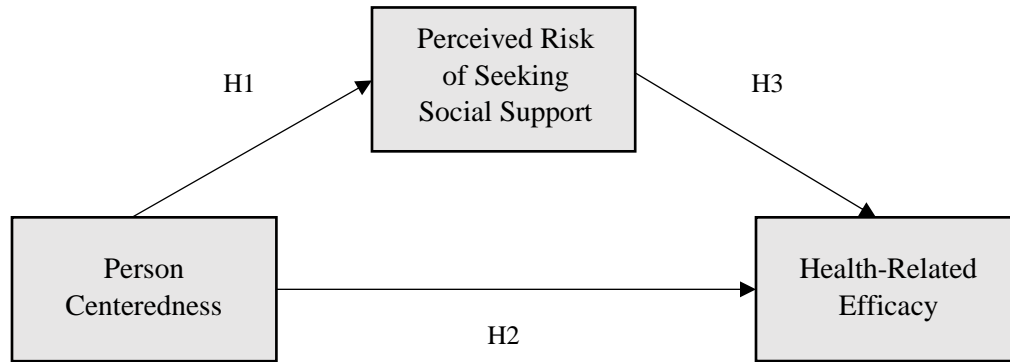 Perceived Risk
of Seeking
Social Support
H1
H3
Person
Centeredness
Health-Related
Efficacy
H2